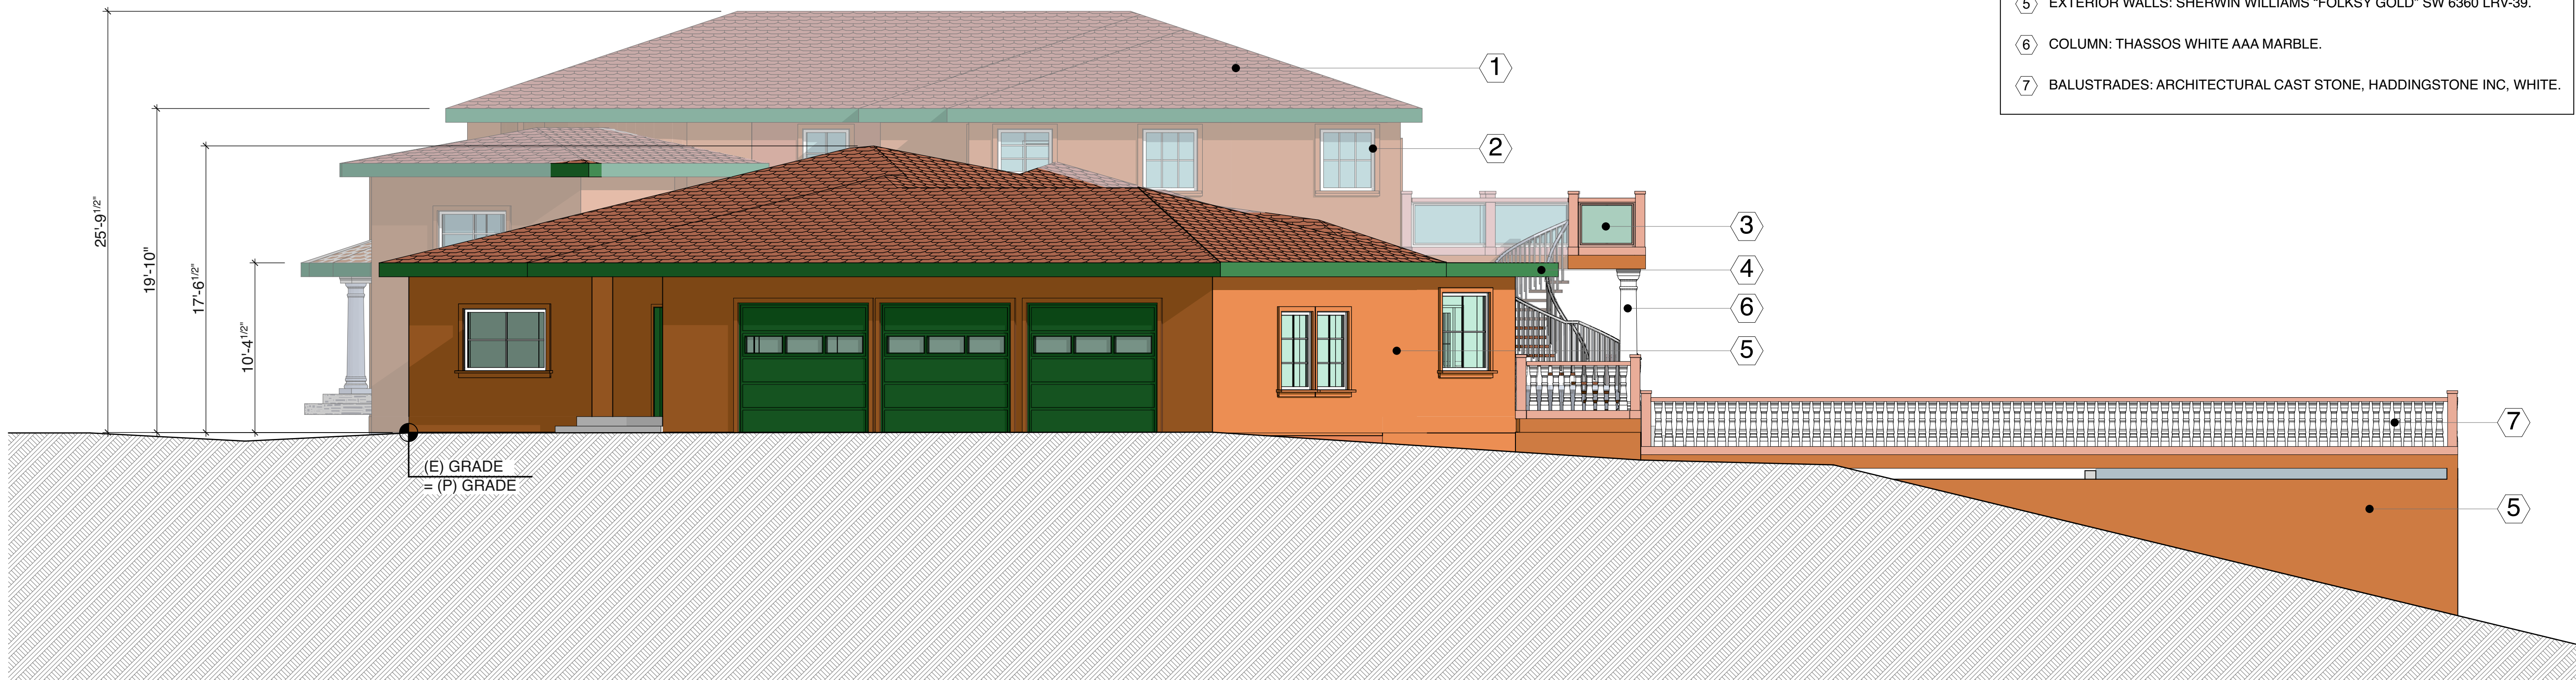 5 EXTERIOR WALLS: SHERWIN WILLIAMS "FOLKSY GOLD" SW 6360 LRV-39.
6 COLUMN: THASSOS WHITE AAA MARBLE.
7 BALUSTRADES: ARCHITECTURAL CAST STONE, HADDINGSTONE INC, WHITE.
1
2
3
4
6
5
7
5
25'-9 1/2"
19'-10"
17'-6 1/2"
10'-4 1/2"
(E) GRADE
= (P) GRADE